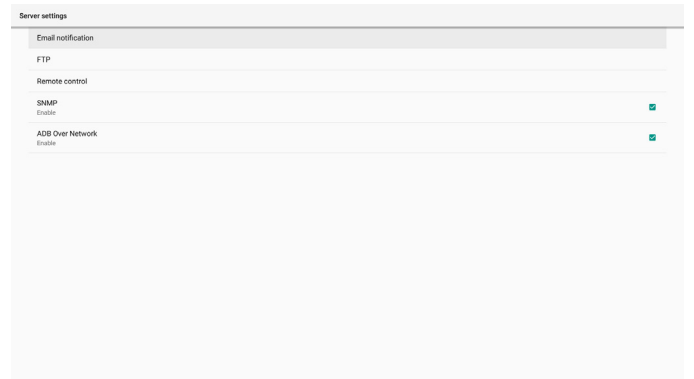 Server settings
Email notification
FTP
Remote control
SNMP
Enable
ADB Over Network
Enable